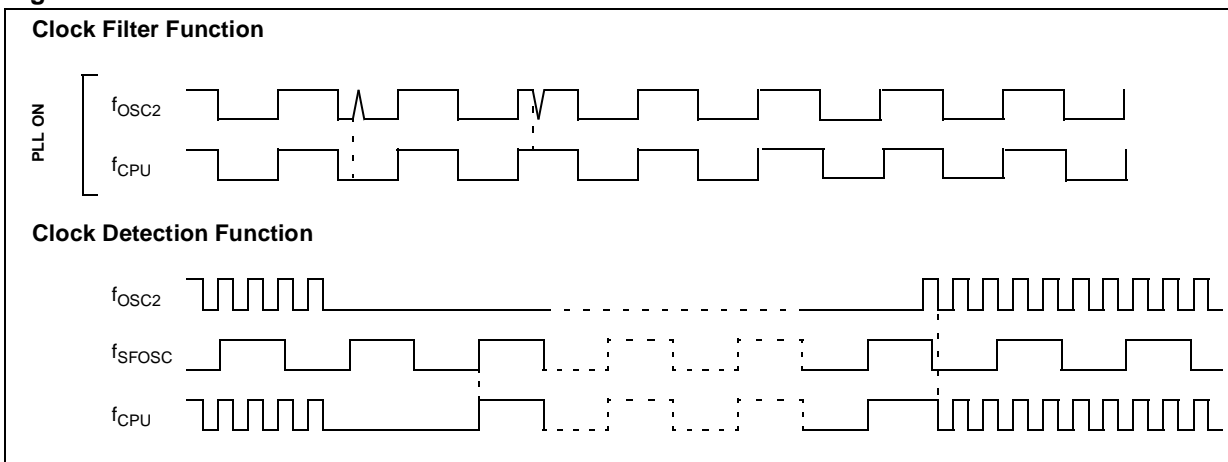 Clock Filter Function
PLL ON
fOSC2
fCPU
Clock Detection Function
fOSC2
fSFOSC
fCPU